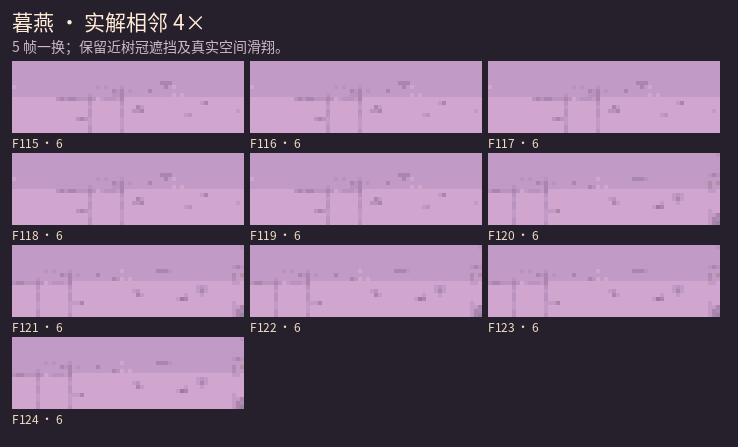 暮燕 · 实解相邻 4×
5 帧一换；保留近树冠遮挡及真实空间滑翔。
F115 · 6
F116 · 6
F117 · 6
F118 · 6
F119 · 6
F120 · 6
F121 · 6
F122 · 6
F123 · 6
F124 · 6